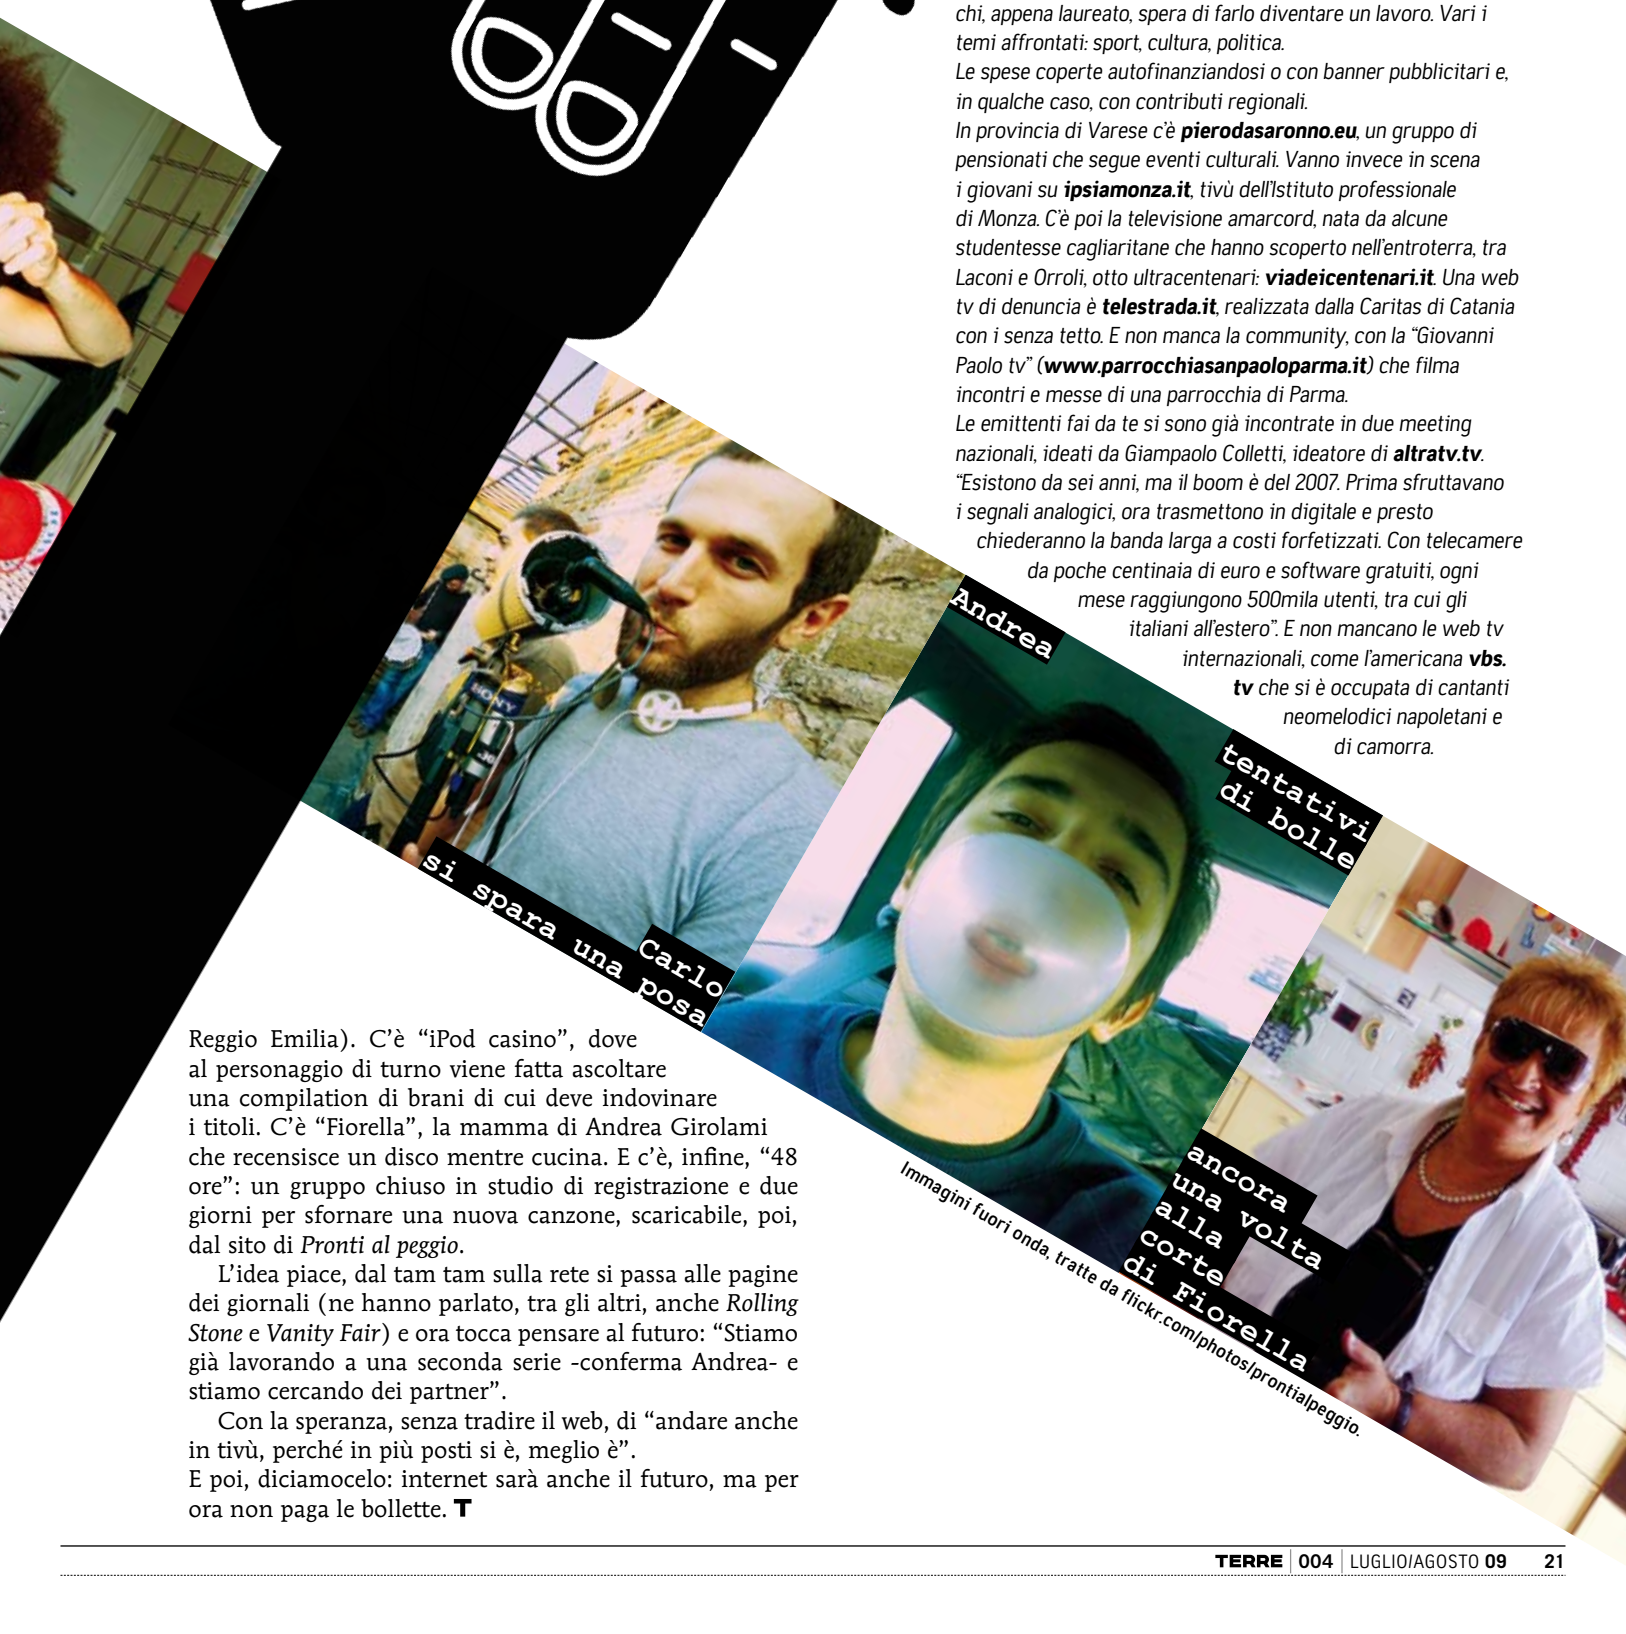 chi, appena laureato, spera di farlo diventare un lavoro. Vari i
temi affrontati: sport, cultura, politica.
Le spese coperte autofinanziandosi o con banner pubblicitari e,
in qualche caso, con contributi regionali.
In provincia di Varese c’è pierodasaronno.eu, un gruppo di
pensionati che segue eventi culturali. Vanno invece in scena
i giovani su ipsiamonza.it, tivù dell’Istituto professionale
di Monza. C’è poi la televisione amarcord, nata da alcune
studentesse cagliaritane che hanno scoperto nell’entroterra, tra
Laconi e Orroli, otto ultracentenari: viadeicentenari.it. Una web
tv di denuncia è telestrada.it, realizzata dalla Caritas di Catania
con i senza tetto. E non manca la community, con la “Giovanni
Paolo tv” (www.parrocchiasanpaoloparma.it) che filma
incontri e messe di una parrocchia di Parma.
Le emittenti fai da te si sono già incontrate in due meeting
nazionali, ideati da Giampaolo Colletti, ideatore di altratv.tv.
“Esistono da sei anni, ma il boom è del 2007. Prima sfruttavano
i segnali analogici, ora trasmettono in digitale e presto
chiederanno la banda larga a costi forfetizzati. Con telecamere
da poche centinaia di euro e software gratuiti, ogni
mese raggiungono 500mila utenti, tra cui gli
italiani all’estero”. E non mancano le web tv
internazionali, come l’americana vbs.
tv che si è occupata di cantanti
neomelodici napoletani e
di camorra.
SONY
Carlo
si spara una posa
Andrea
tentativi
di bolle
ancora
una volta
alla
corte
di Fiorella
Immagini fuori onda, tratte da flickr.com/photos/prontialpeggio.
Reggio Emilia). C’è “iPod casino”, dove
al personaggio di turno viene fatta ascoltare
una compilation di brani di cui deve indovinare
i titoli. C’è “Fiorella”, la mamma di Andrea Girolami
che recensisce un disco mentre cucina. E c’è, infine, “48
ore”: un gruppo chiuso in studio di registrazione e due
giorni per sfornare una nuova canzone, scaricabile, poi,
dal sito di Pronti al peggio.
L’idea piace, dal tam tam sulla rete si passa alle pagine
dei giornali (ne hanno parlato, tra gli altri, anche Rolling
Stone e Vanity Fair) e ora tocca pensare al futuro: “Stiamo
già lavorando a una seconda serie -conferma Andrea- e
stiamo cercando dei partner”.
Con la speranza, senza tradire il web, di “andare anche
in tivù, perché in più posti si è, meglio è”.
E poi, diciamocelo: internet sarà anche il futuro, ma per
ora non paga le bollette. T
TERRE | 004 | LUGLIO/AGOSTO 09 21